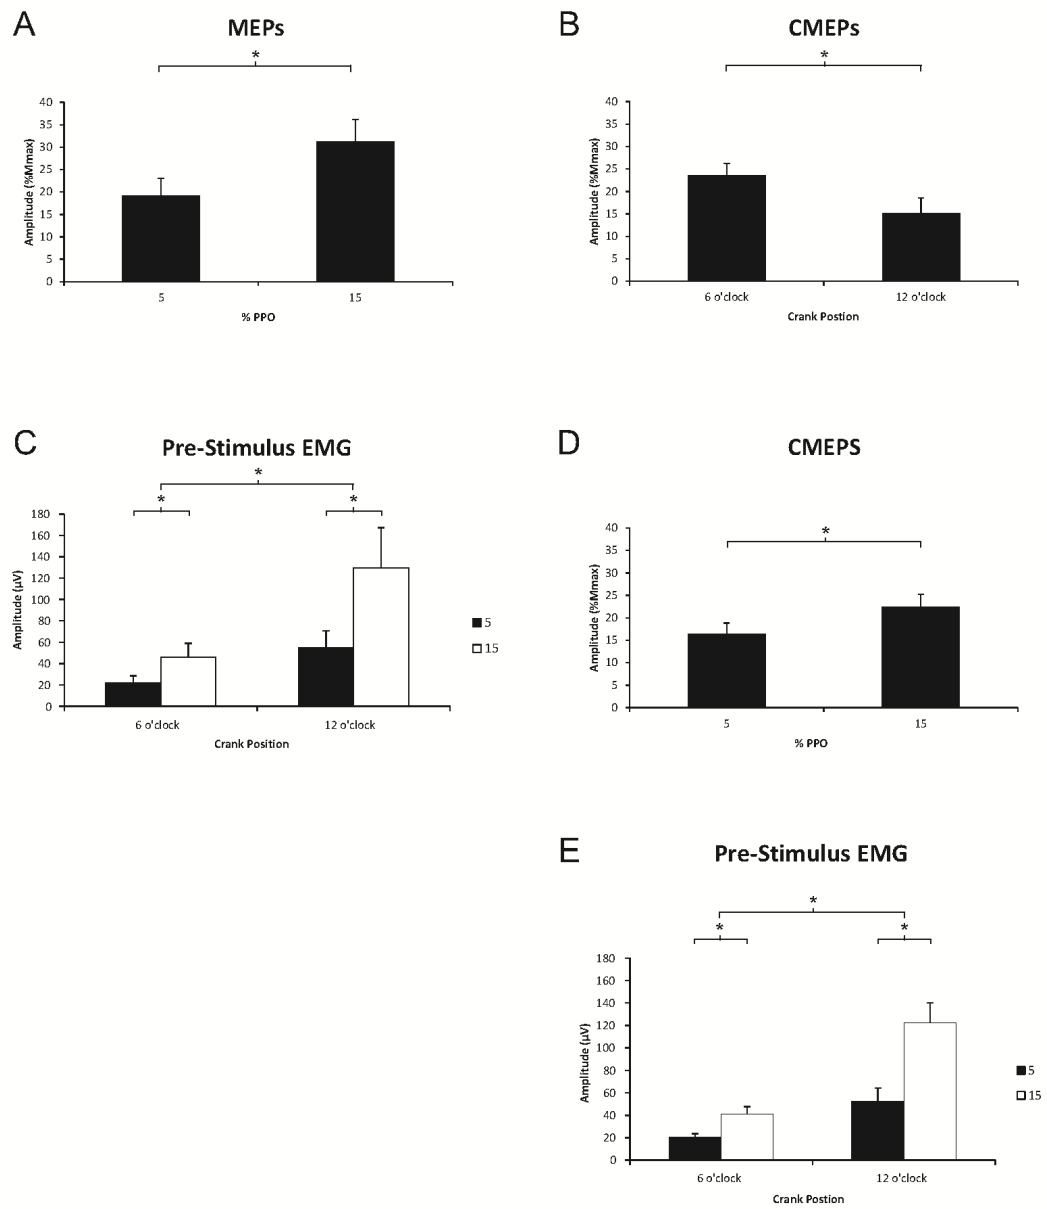 A
MEPs
*
40
35
30
25
20
15
10
5
0
Amplitude (%Mmax)
5 15
% PPO
B
CMEPs
*
40
35
30
25
20
15
10
5
0
Amplitude (%Mmax)
6 o'clock 12 o'clock
Crank Postion
C
Pre-Stimulus EMG
*
* *
180
160
140
120
100
80
60
40
20
0
Amplitude (µV)
5
15
6 o'clock 12 o'clock
Crank Position
D
CMEPS
*
40
35
30
25
20
15
10
5
0
Amplitude (%Mmax)
5 15
% PPO
E
Pre-Stimulus EMG
*
* *
180
160
140
120
100
80
60
40
20
0
Amplitude (µV)
5
15
6 o'clock 12 o'clock
Crank Postion